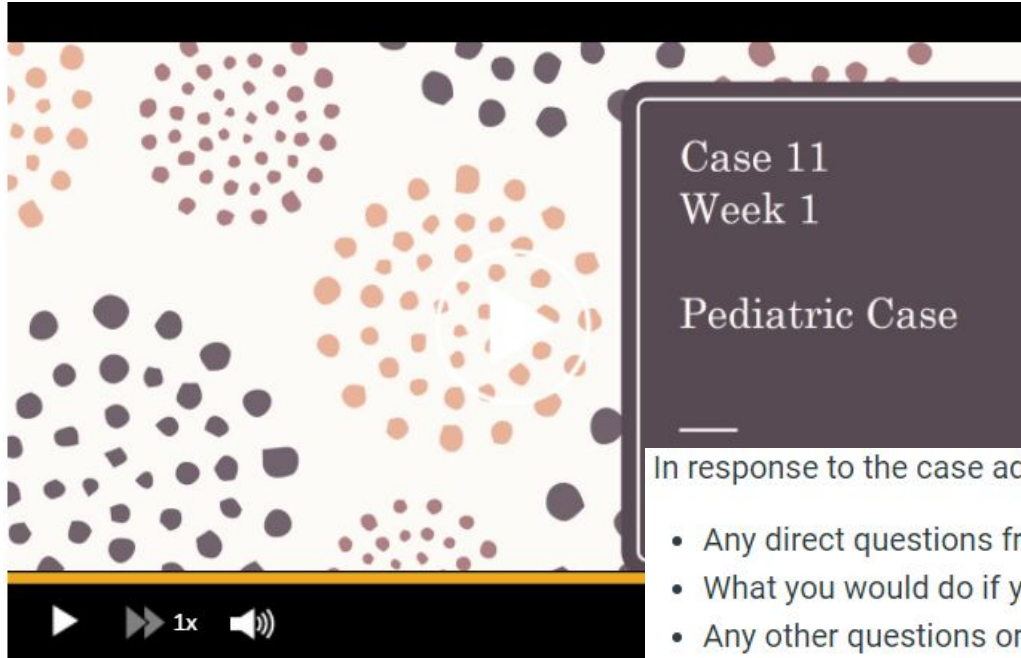 Case 11
Week 1
Pediatric Case
1x
In response to the case
• Any direct questions
• What you would do if
• Any other questions